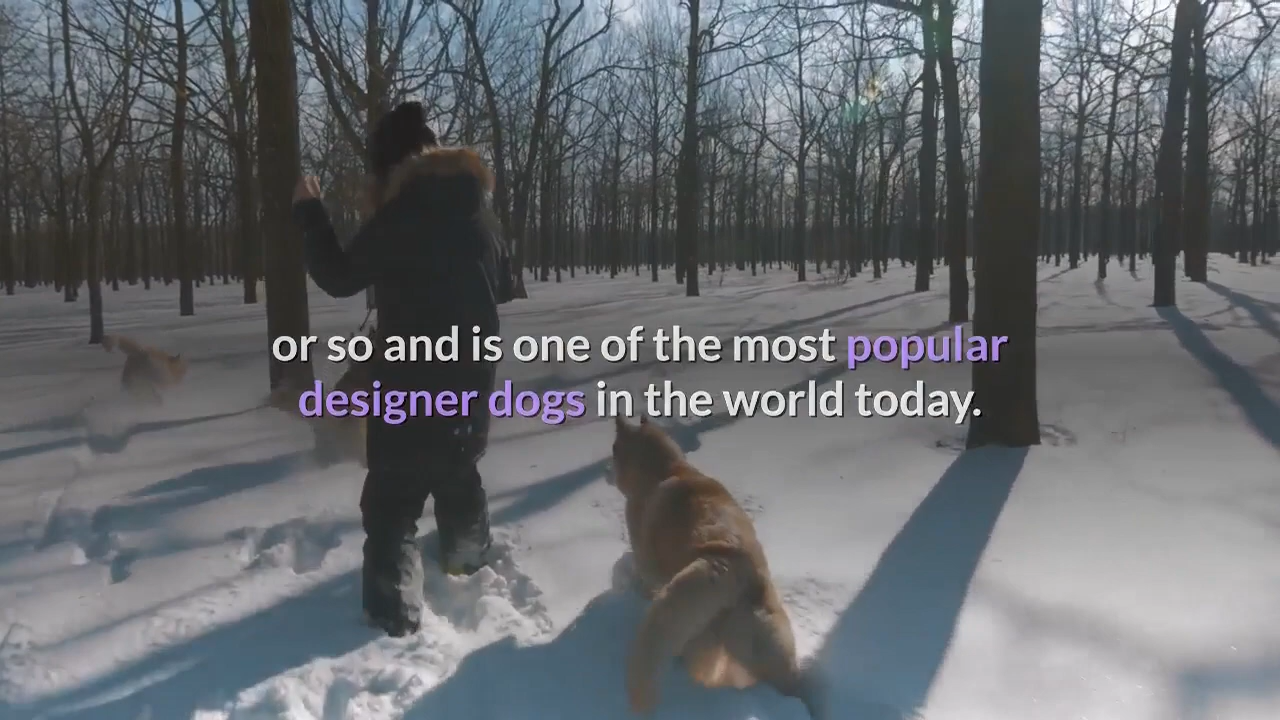 or so and is one of the most popular
designer dogs in the world today.